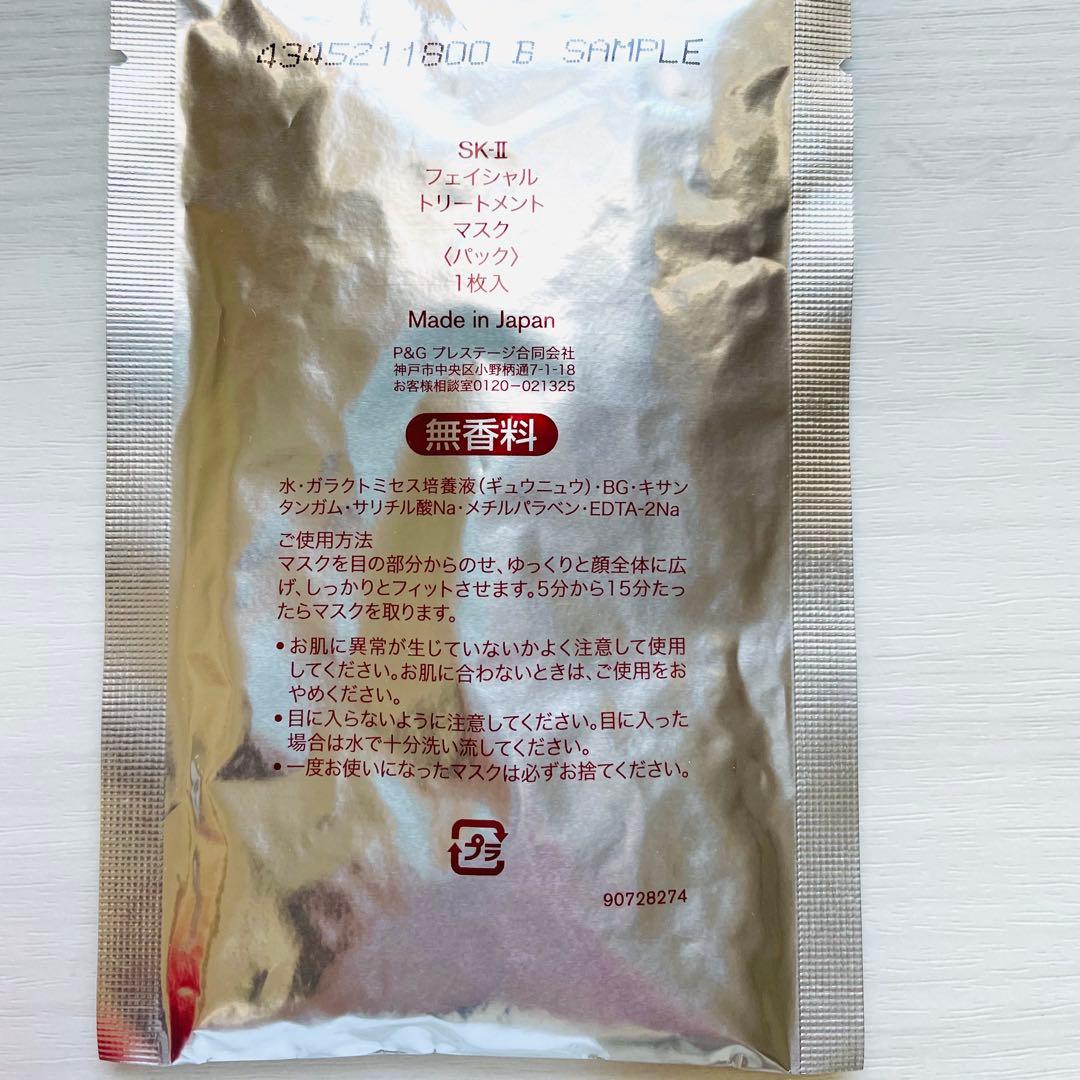 4345211800 B SAMPLE
SK-II
フェイシャル
トリートメント
マスク
〈パック〉
1枚入
Made in Japan
P&G プレステージ合同会社
神戸市中央区小野柄通7-1-18
お客様相談室0120-021325
無香料
水・ガラクトミセス培養液(ギュウニュウ)・BG・キサン
タンガム・サリチル酸Na・メチルパラベン・EDTA-2Na
ご使用方法
マスクを目の部分からのせ、ゆっくりと顔全体に広
げ、しっかりとフィットさせます。5分から15分たっ
たらマスクを取ります。
●お肌に異常が生じていないかよく注意して使用
してください。お肌に合わないときは、ご使用をお
やめください。
●目に入らないように注意してください。目に入った
場合は水で十分洗い流してください。
●一度お使いになったマスクは必ずお捨てください。
プラ
90728274